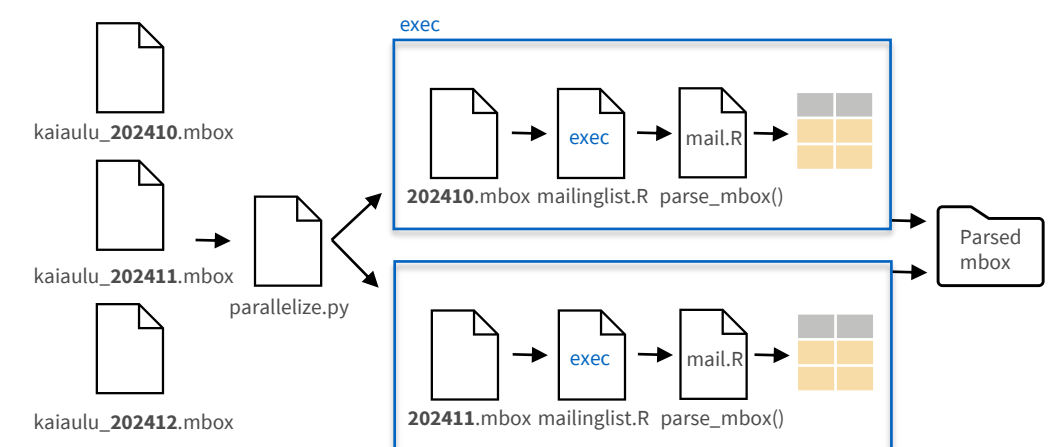 exec
kaiaulu_202410.mbox
kaiaulu_202411.mbox
kaiaulu_202412.mbox
parallelize.py
exec
mail.R
202410.mbox mailinglist.R parse_mbox()
exec
mail.R
202411.mbox mailinglist.R parse_mbox()
Parsed
mbox